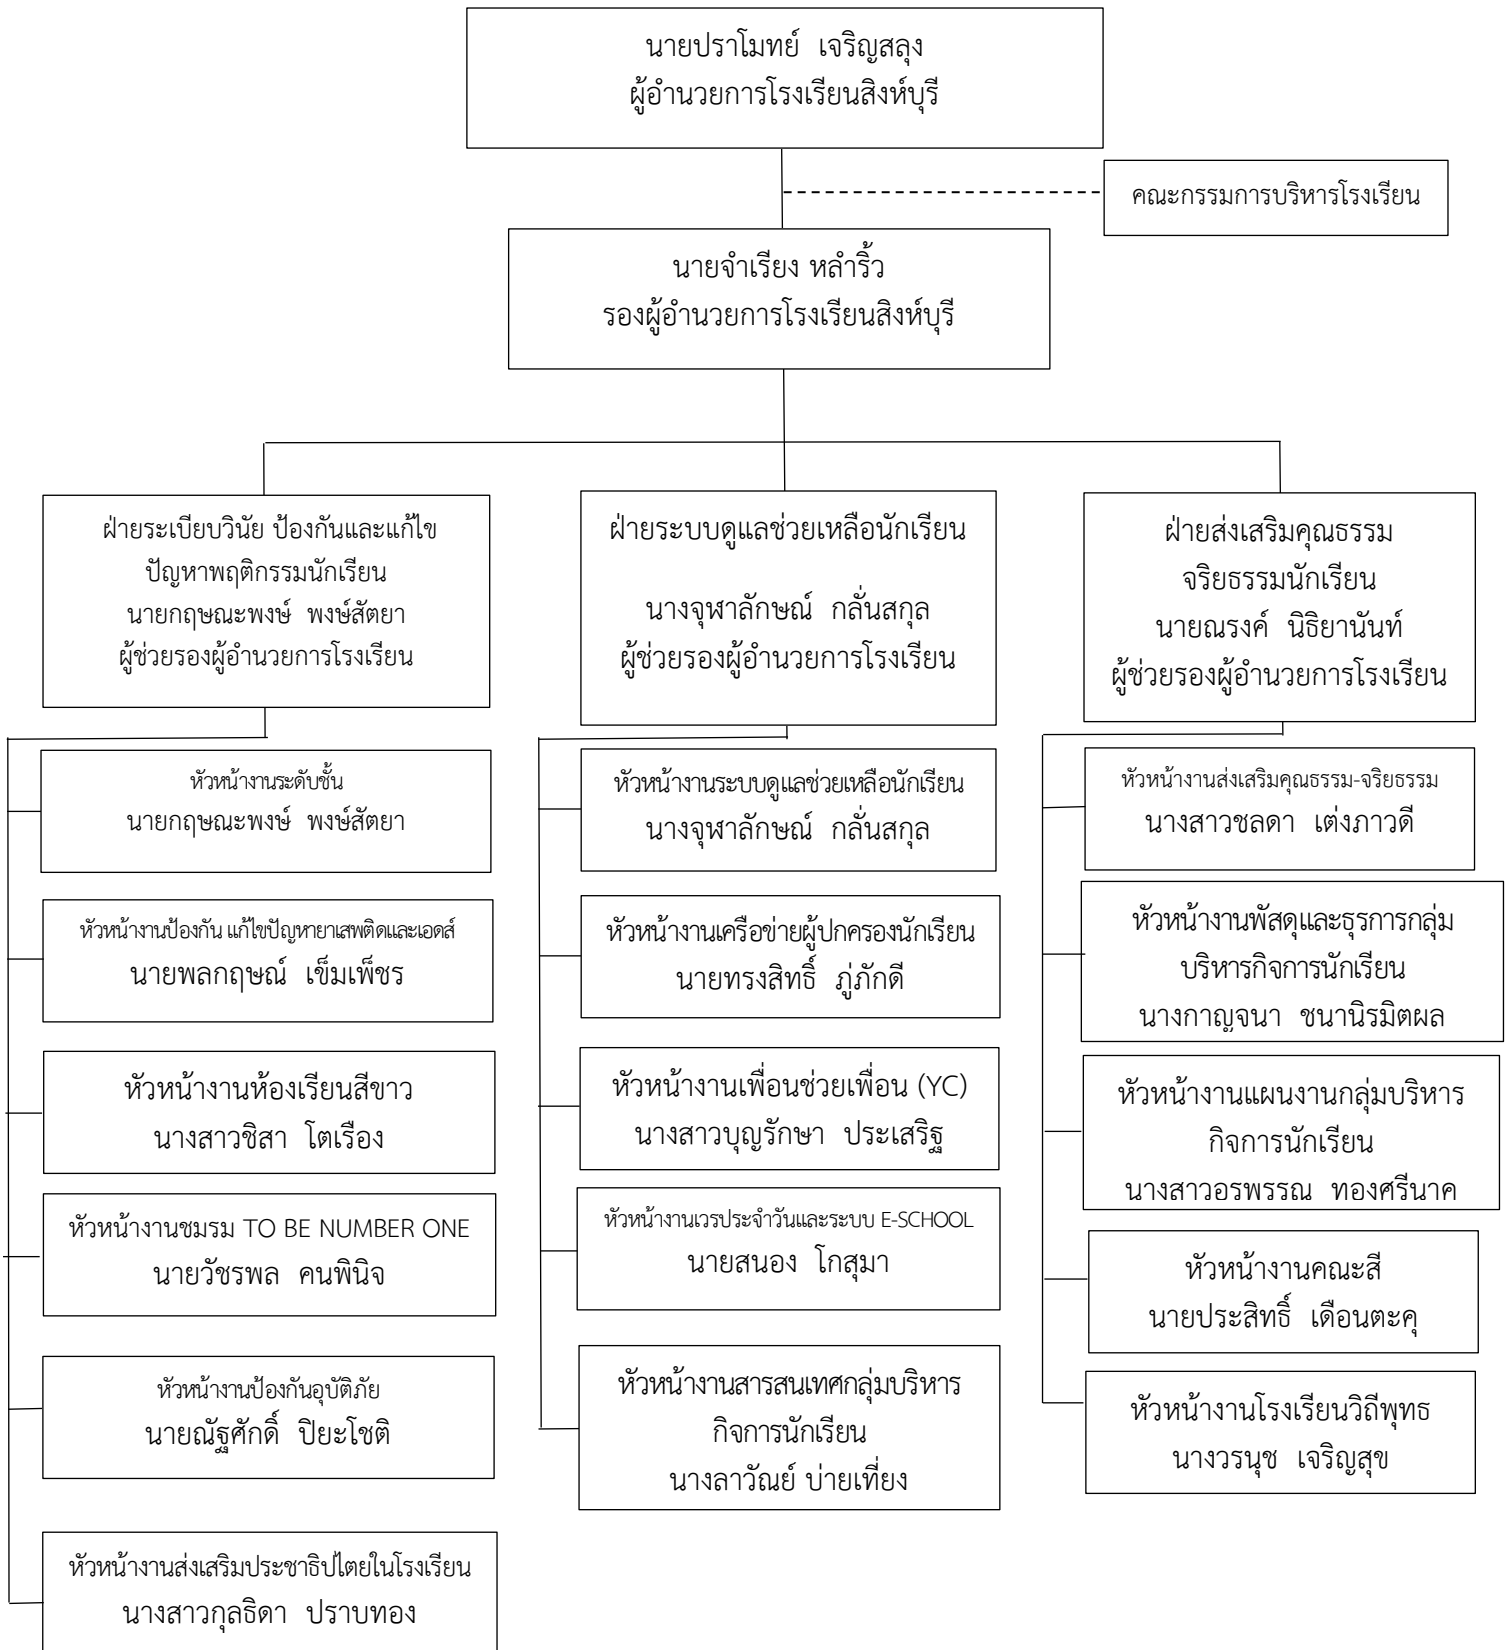 นายปราโมทย์ เจริญสลุง
ผู้อำนวยการโรงเรียนสิงห์บุรี
คณะกรรมการบริหารโรงเรียน
นายจำเรียง หลำริ้ว
รองผู้อำนวยการโรงเรียนสิงห์บุรี
ฝ่ายระเบียบวินัย ป้องกันและแก้ไข
ปัญหาพฤติกรรมนักเรียน
นายกฤษณะพงษ์ พงษ์สัตยา
ผู้ช่วยรองผู้อำนวยการโรงเรียน
หัวหน้างานระดับชั้น
นายกฤษณะพงษ์ พงษ์สัตยา
หัวหน้างานป้องกัน แก้ไขปัญหายาเสพติดและเอดส์
นายพลกฤษณ์ เข็มเพ็ชร
หัวหน้างานห้องเรียนสีขาว
นางสาวชิสา โตเรือง
หัวหน้างานชมรม TO BE NUMBER ONE
นายวัชรพล คนพินิจ
หัวหน้างานป้องกันอุบัติภัย
นายณัฐศักดิ์ ปิยะโชติ
หัวหน้างานส่งเสริมประชาธิปไตยในโรงเรียน
นางสาวกุลธิดา ปราบทอง
ฝ่ายระบบดูแลช่วยเหลือนักเรียน
นางจุฬาลักษณ์ กลั่นสกุล
ผู้ช่วยรองผู้อำนวยการโรงเรียน
หัวหน้างานระบบดูแลช่วยเหลือนักเรียน
นางจุฬาลักษณ์ กลั่นสกุล
หัวหน้างานเครือข่ายผู้ปกครองนักเรียน
นายทรงสิทธิ์ ภู่ภักดี
หัวหน้างานเพื่อนช่วยเพื่อน (YC)
นางสาวบุญรักษา ประเสริฐ
หัวหน้างานเวรประจำวันและระบบ E-SCHOOL
นายสนอง โกสุมา
หัวหน้างานสารสนเทศกลุ่มบริหาร
กิจการนักเรียน
นางลาวัณย์ บ่ายเที่ยง
ฝ่ายส่งเสริมคุณธรรม
จริยธรรมนักเรียน
นายณรงค์ นิธิยานันท์
ผู้ช่วยรองผู้อำนวยการโรงเรียน
หัวหน้างานส่งเสริมคุณธรรม-จริยธรรม
นางสาวชลดา เต่งภาวดี
หัวหน้างานพัสดุและธุรการกลุ่ม
บริหารกิจการนักเรียน
นางกาญจนา ชนานิรมิตผล
หัวหน้างานแผนงานกลุ่มบริหาร
กิจการนักเรียน
นางสาวอรพรรณ ทองศรีนาค
หัวหน้างานคณะสี
นายประสิทธิ์ เดือนตะคุ
หัวหน้างานโรงเรียนวิถีพุทธ
นางวรนุช เจริญสุข